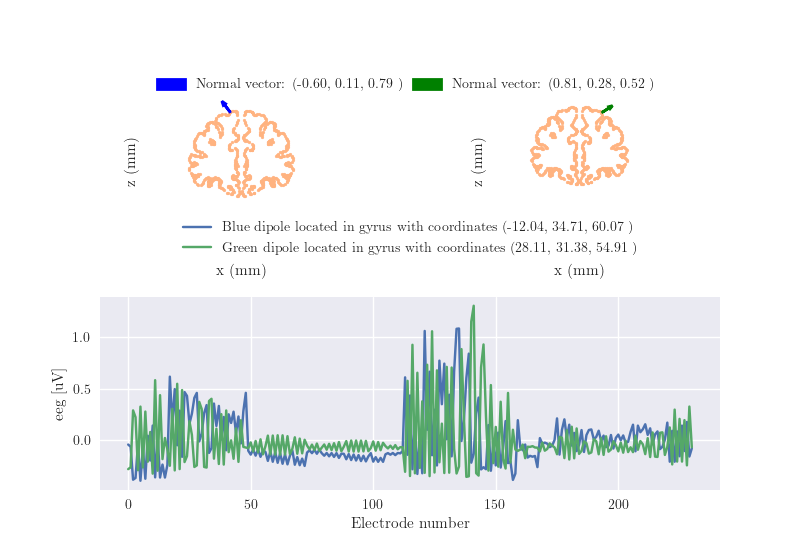 Normal vector: (-0.60, 0.11, 0.79 ) Normal vector: (0.81, 0.28, 0.52 )
z (mm) z (mm)
Blue dipole located in gyrus with coordinates (-12.04, 34.71, 60.07 )
Green dipole located in gyrus with coordinates (28.11, 31.38, 54.91 )
x (mm) x (mm)
1.0
0.5
0.0
eeg [uV]
0 50 100 150 200
Electrode number